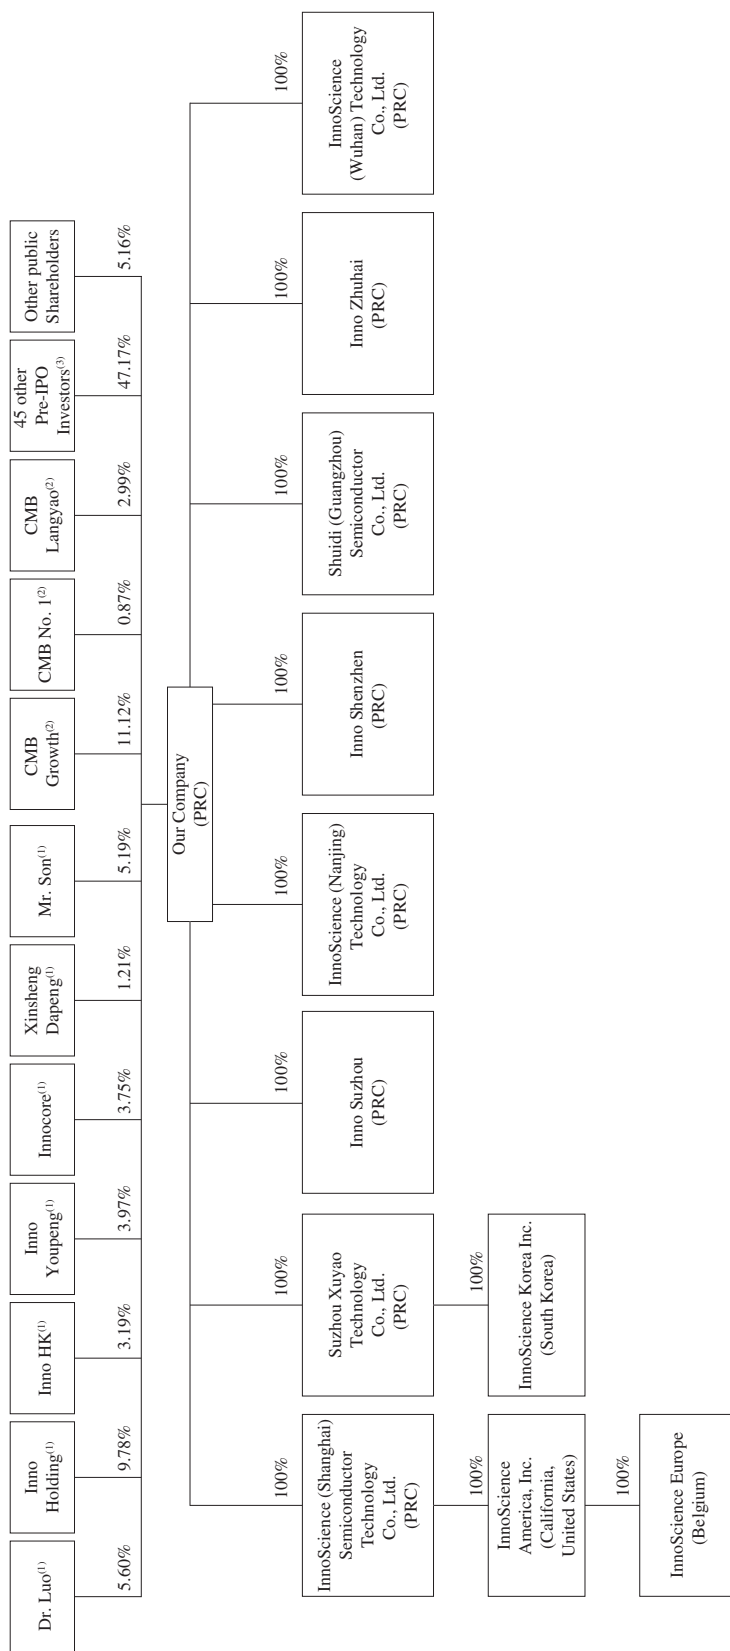 Dr. Luo(1)
Inno
Holding(1)
Inno HK(1)
Inno
Youpeng(1)
Innocore(1)
Xinsheng
Dapeng(1)
Mr. Son(1)
CMB
Growth(2)
CMB No. 1(2)
CMB
Langyao(2)
45 other
Pre-IPO
Investors(3)
Other public
Shareholders
5.60%
9.78%
3.19%
3.97%
3.75%
1.21%
5.19%
11.12%
0.87%
2.99%
47.17%
5.16%
Our Company
(PRC)
100%
100%
100%
100%
100%
100%
100%
100%
InnoScience (Shanghai)
Semiconductor
Technology
Co., Ltd.
(PRC)
Suzhou Xuyao
Technology
Co., Ltd.
(PRC)
Inno Suzhou
(PRC)
InnoScience (Nanjing)
Technology
Co., Ltd.
(PRC)
Inno Shenzhen
(PRC)
Shuidi (Guangzhou)
Semiconductor
Co., Ltd.
(PRC)
Inno Zhuhai
(PRC)
InnoScience
(Wuhan) Technology
Co., Ltd.
(PRC)
100%
100%
InnoScience
America, Inc.
(California,
United States)
InnoScience Korea Inc.
(South Korea)
100%
InnoScience Europe
(Belgium)